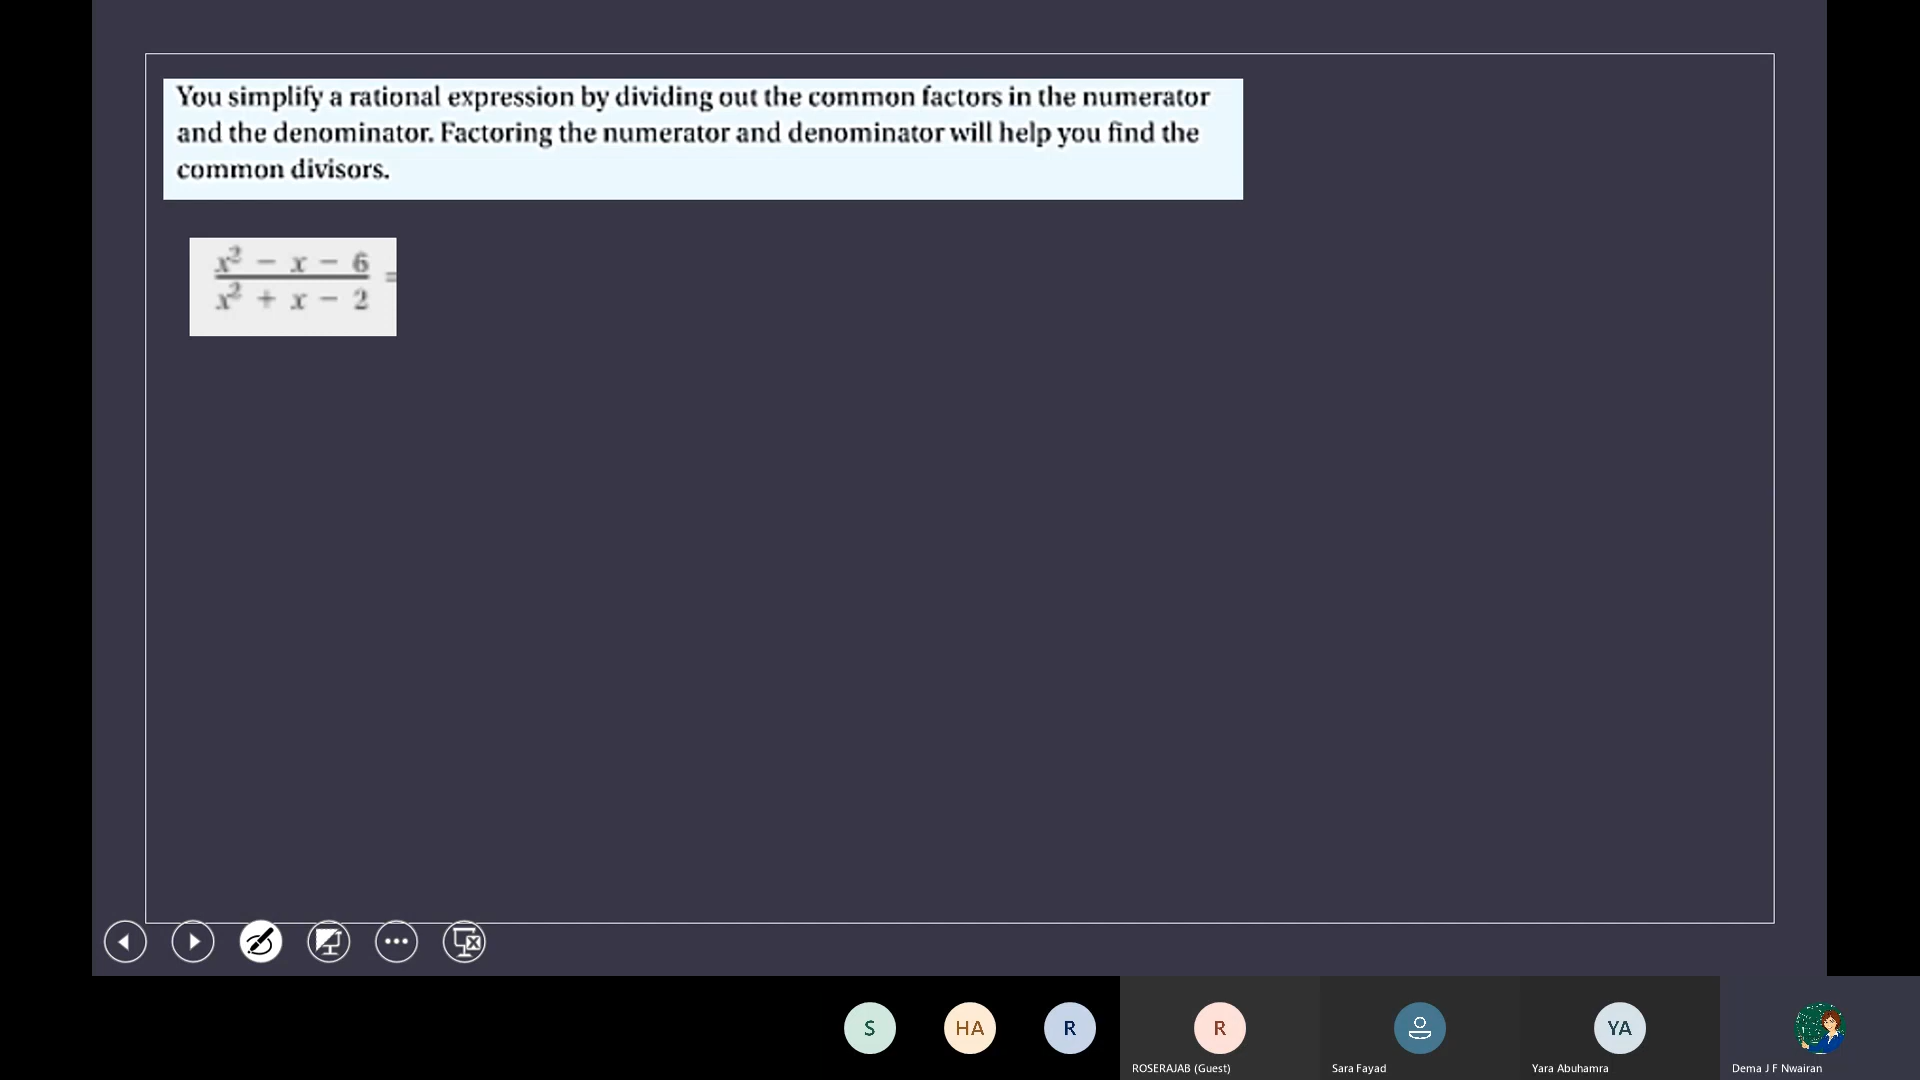 You simplify a rational expression by dividing out the common factors in the numerator
and the denominator. Factoring the numerator and denominator will help you find the
common divisors.
x² − x − 6 =
x² + x − 2
S HA R R YA
ROSERAJAB (Guest) Sara Fayad Yara Abuhamra Dema J F Nwairan